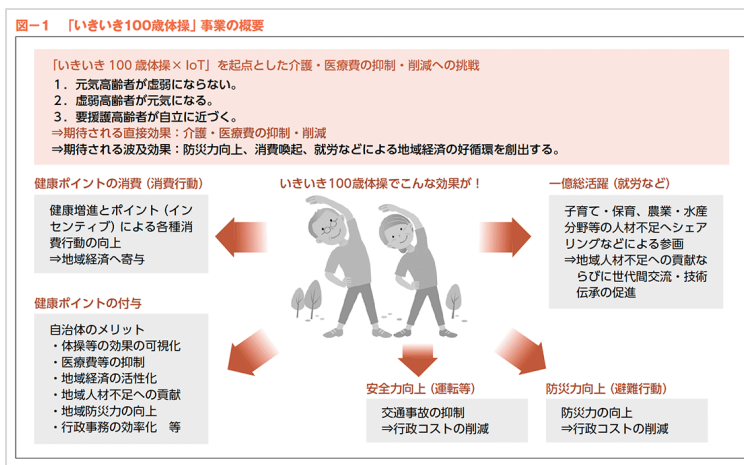 図－1　「いきいき100歳体操」事業の概要
「いきいき 100 歳体操× IoT」を起点とした介護・医療費の抑制・削減への挑戦
１．元気高齢者が虚弱にならない。
２．虚弱高齢者が元気になる。
３．要援護高齢者が自立に近づく。
⇒期待される直接効果：介護・医療費の抑制・削減
⇒期待される波及効果：防災力向上、消費喚起、就労などによる地域経済の好循環を創出する。
健康ポイントの消費（消費行動）
健康増進とポイント（イン
センティブ）による各種消
費行動の向上
⇒地域経済へ寄与
いきいき100歳体操でこんな効果が！
一億総活躍（就労など）
子育て・保育、農業・水産
分野等の人材不足へシェア
リングなどによる参画
⇒地域人材不足への貢献な
らびに世代間交流・技術
伝承の促進
健康ポイントの付与
自治体のメリット
・体操等の効果の可視化
・医療費等の抑制
・地域経済の活性化
・地域人材不足への貢献
・地域防災力の向上
・行政事務の効率化　等
安全力向上（運転等）
交通事故の抑制
⇒行政コストの削減
防災力向上（避難行動）
防災力の向上
⇒行政コストの削減